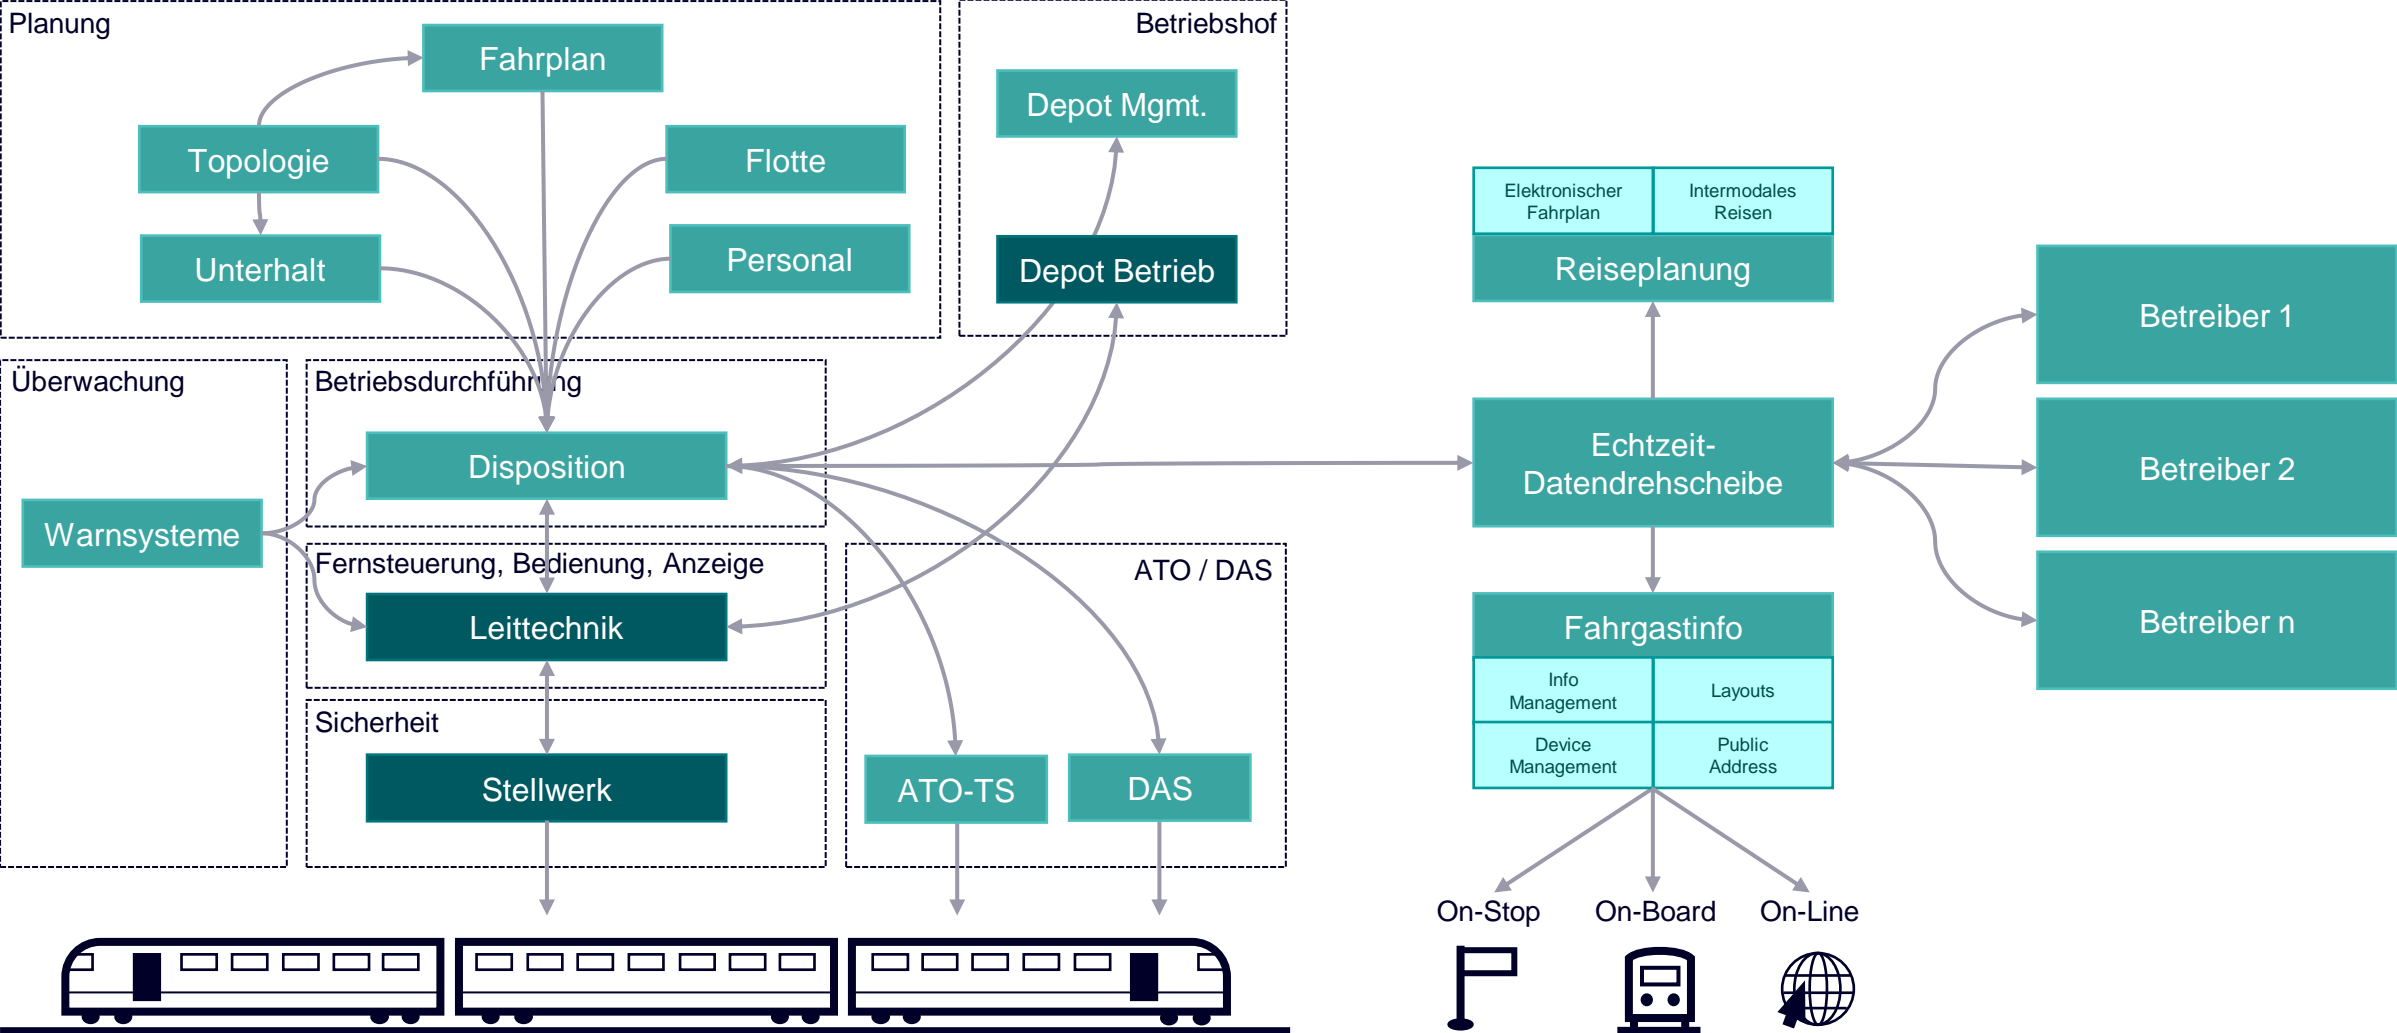 Planung
Fahrplan
Topologie
Flotte
Unterhalt
Personal
Betriebshof
Depot Mgmt.
Depot Betrieb
Überwachung
Warnsysteme
Betriebsdurchführung
Disposition
Fernsteuerung, Bedienung, Anzeige
Leittechnik
Sicherheit
Stellwerk
ATO / DAS
ATO-TS
DAS
Elektronischer
Fahrplan
Intermodales
Reisen
Reiseplanung
Echtzeit-
Datendrehscheibe
Fahrgastinfo
Info
Management
Layouts
Device
Management
Public
Address
On-Stop
On-Board
On-Line
Betreiber 1
Betreiber 2
Betreiber n